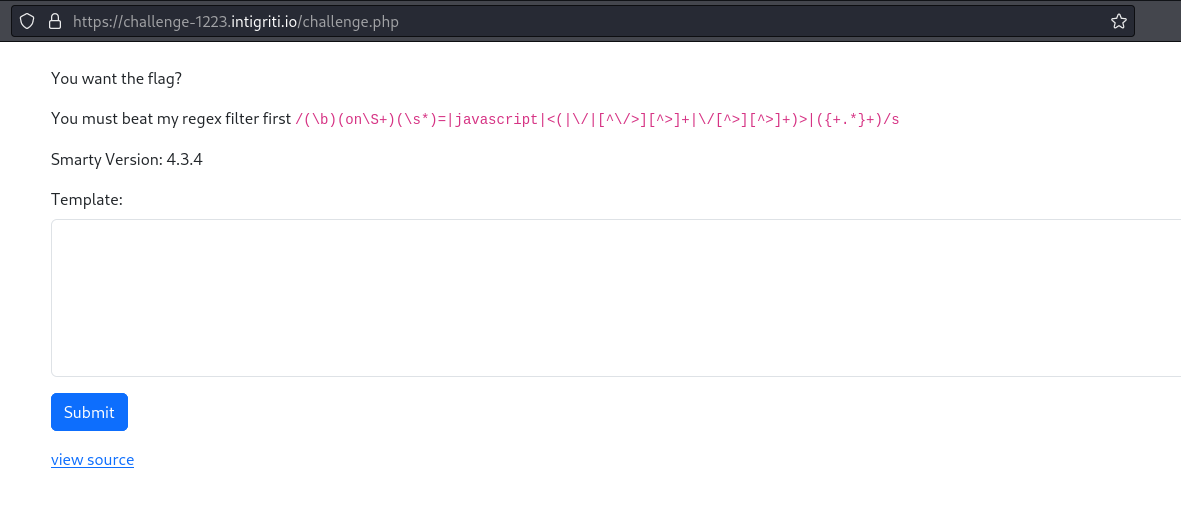 https://challenge-1223.intigriti.io/challenge.php
You want the flag?
You must beat my regex filter first /(\b)(on\S+)(\s*)=|javascript|<(|\/|[^\/>][^>]+|\/[^>][^>]+)>|({+.*}+)/s
Smarty Version: 4.3.4
Template:
Submit
view source